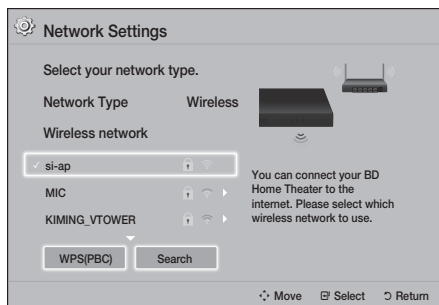 Network Settings
Select your network type.
Network Type Wireless
Wireless network
si-ap
MIC
KIMING_VTOWER
WPS(PBC) Search
You can connect your BD
Home Theater to the
internet. Please select which
wireless network to use.
Move Select Return